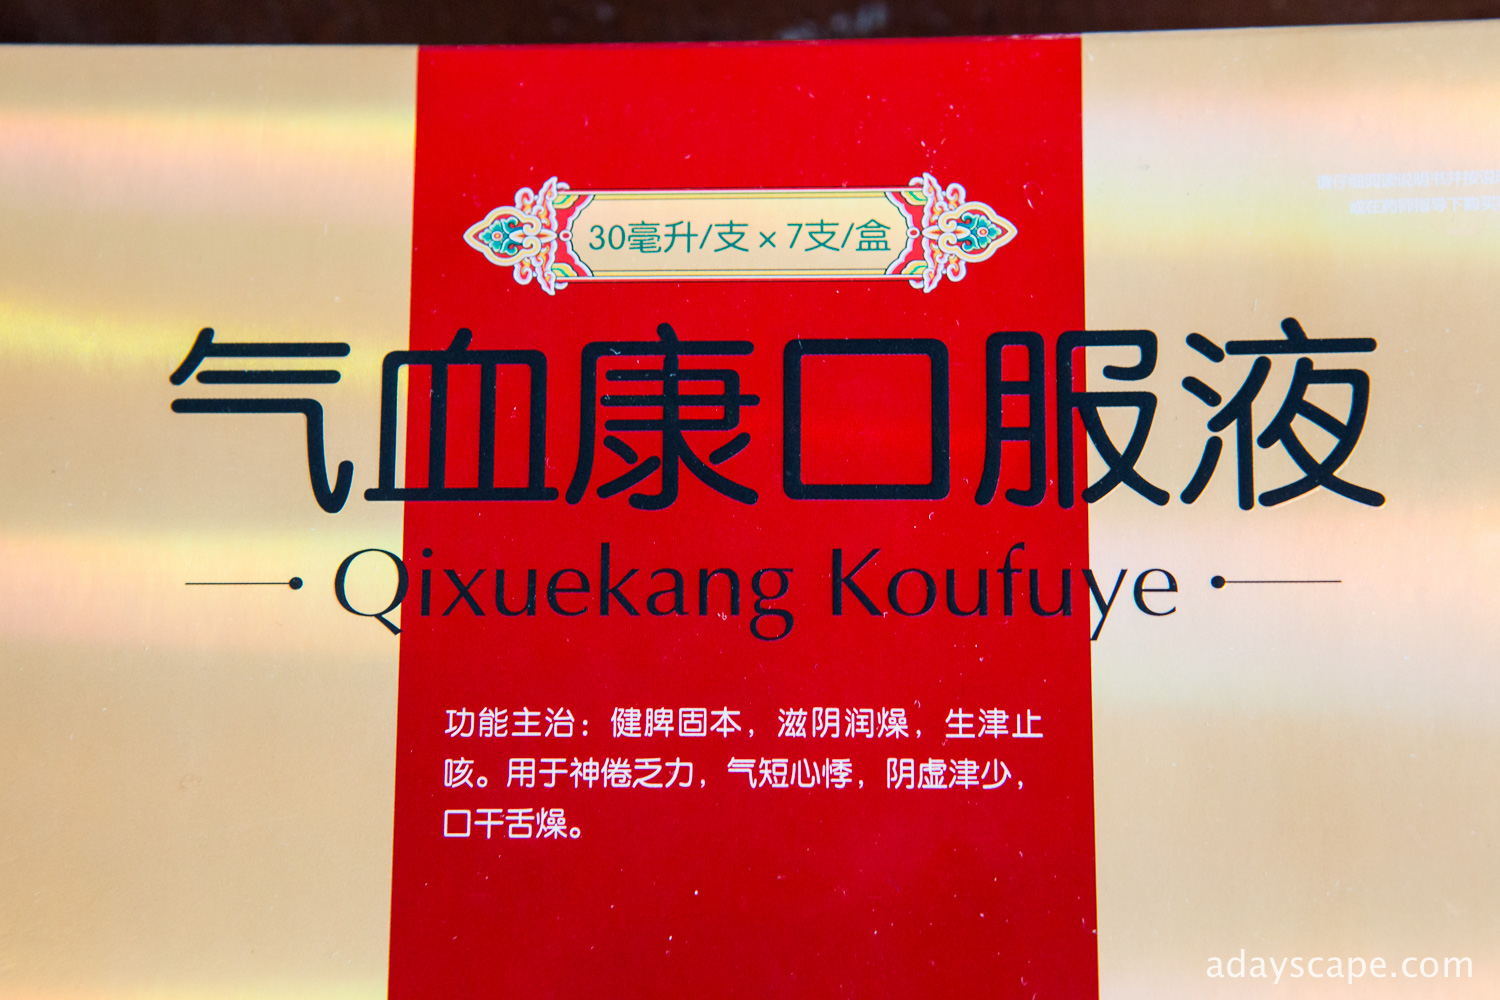 30毫升/支×7支/盒
气血康口服液
Qixuekang Koufuye
功能主治：健脾固本，滋阴润燥，生津止
咳。用于神倦乏力，气短心悸，阴虚津少，
口干舌燥。
adayscape.com